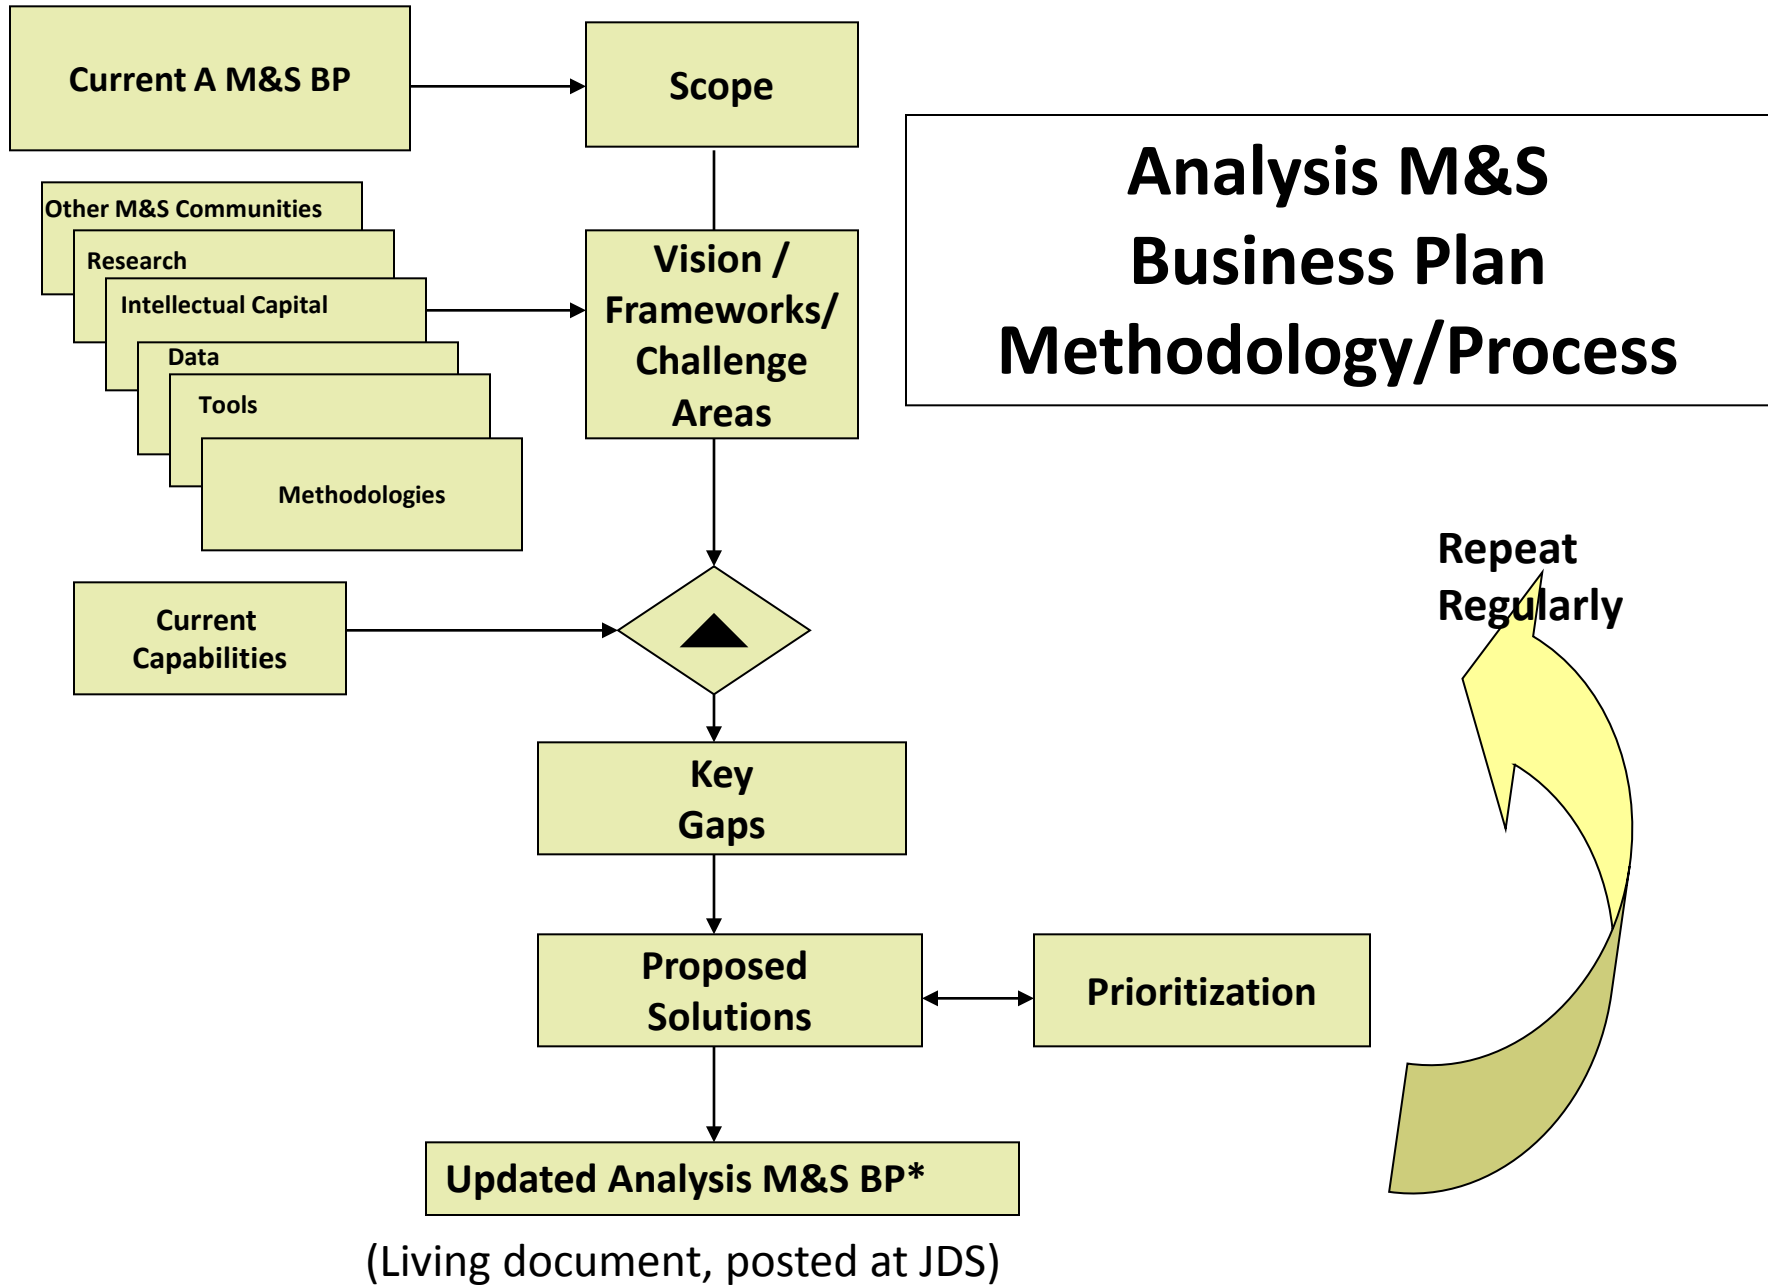 Current A M&S BP
Scope
Analysis M&S
Business Plan
Methodology/Process
Other M&S Communities
Research
Intellectual Capital
Data
Tools
Methodologies
Vision /
Frameworks/
Challenge
Areas
Repeat
Regularly
Current
Capabilities
Key
Gaps
Proposed
Solutions
Prioritization
Updated Analysis M&S BP*
(Living document, posted at JDS)